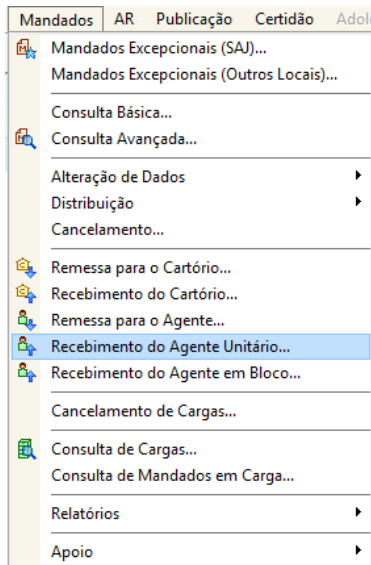 Mandados AR Publicação Certidão Adol
Mandados Excepcionais (SAJ)...
Mandados Excepcionais (Outros Locais)...
Consulta Básica...
Consulta Avançada...
Alteração de Dados
Distribuição
Cancelamento...
Remessa para o Cartório...
Recebimento do Cartório...
Remessa para o Agente...
Recebimento do Agente Unitário...
Recebimento do Agente em Bloco...
Cancelamento de Cargas...
Consulta de Cargas...
Consulta de Mandados em Carga...
Relatórios
Apoio